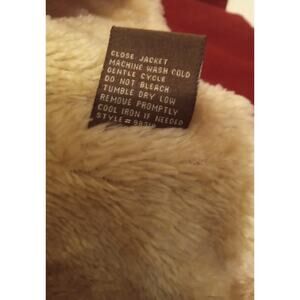 CLOSE JACKET
MACHINE WASH COLD
GENTLE CYCLE
DO NOT BLEACH
TUMBLE DRY LOW
REMOVE PROMPTLY
COOL IRON IF NEEDED
STYLE#